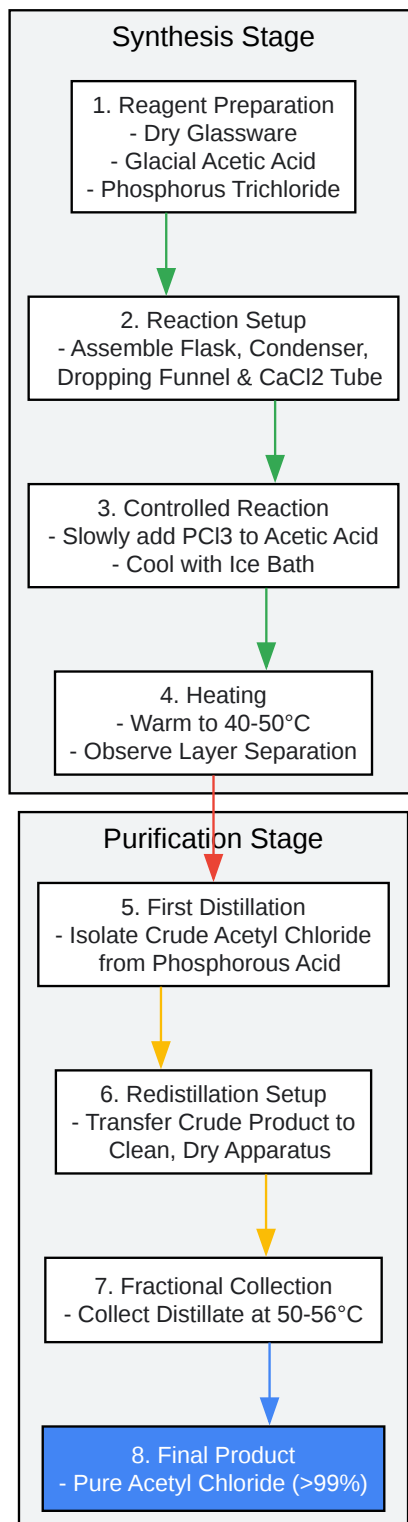 Synthesis Stage
1. Reagent Preparation
- Dry Glassware
- Glacial Acetic Acid
- Phosphorus Trichloride
2. Reaction Setup
- Assemble Flask, Condenser,
Dropping Funnel & CaCl2 Tube
3. Controlled Reaction
- Slowly add PCl3 to Acetic Acid
- Cool with Ice Bath
4. Heating
- Warm to 40-50°C
- Observe Layer Separation
Purification Stage
5. First Distillation
- Isolate Crude Acetyl Chloride
from Phosphorous Acid
6. Redistillation Setup
- Transfer Crude Product to
Clean, Dry Apparatus
7. Fractional Collection
- Collect Distillate at 50-56°C
8. Final Product
- Pure Acetyl Chloride (>99%)